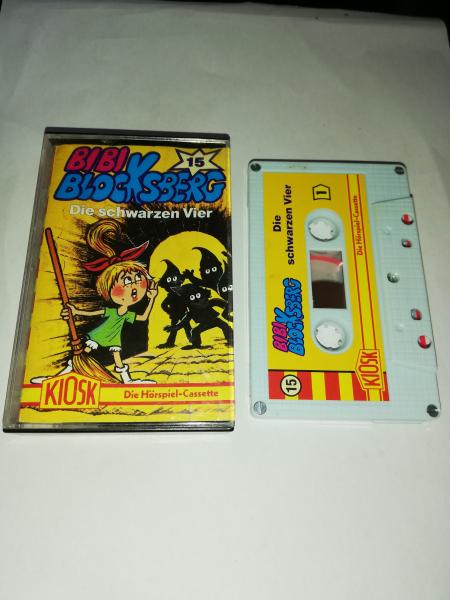 BIBI
BLOCKSBERG
15
Die schwarzen Vier
KIOSK
Die Hörspiel-Cassette
15
BIBI
BLOCKSBERG
Die
schwarzen Vier
1
KIOSK
Die Hörspiel-Cassette